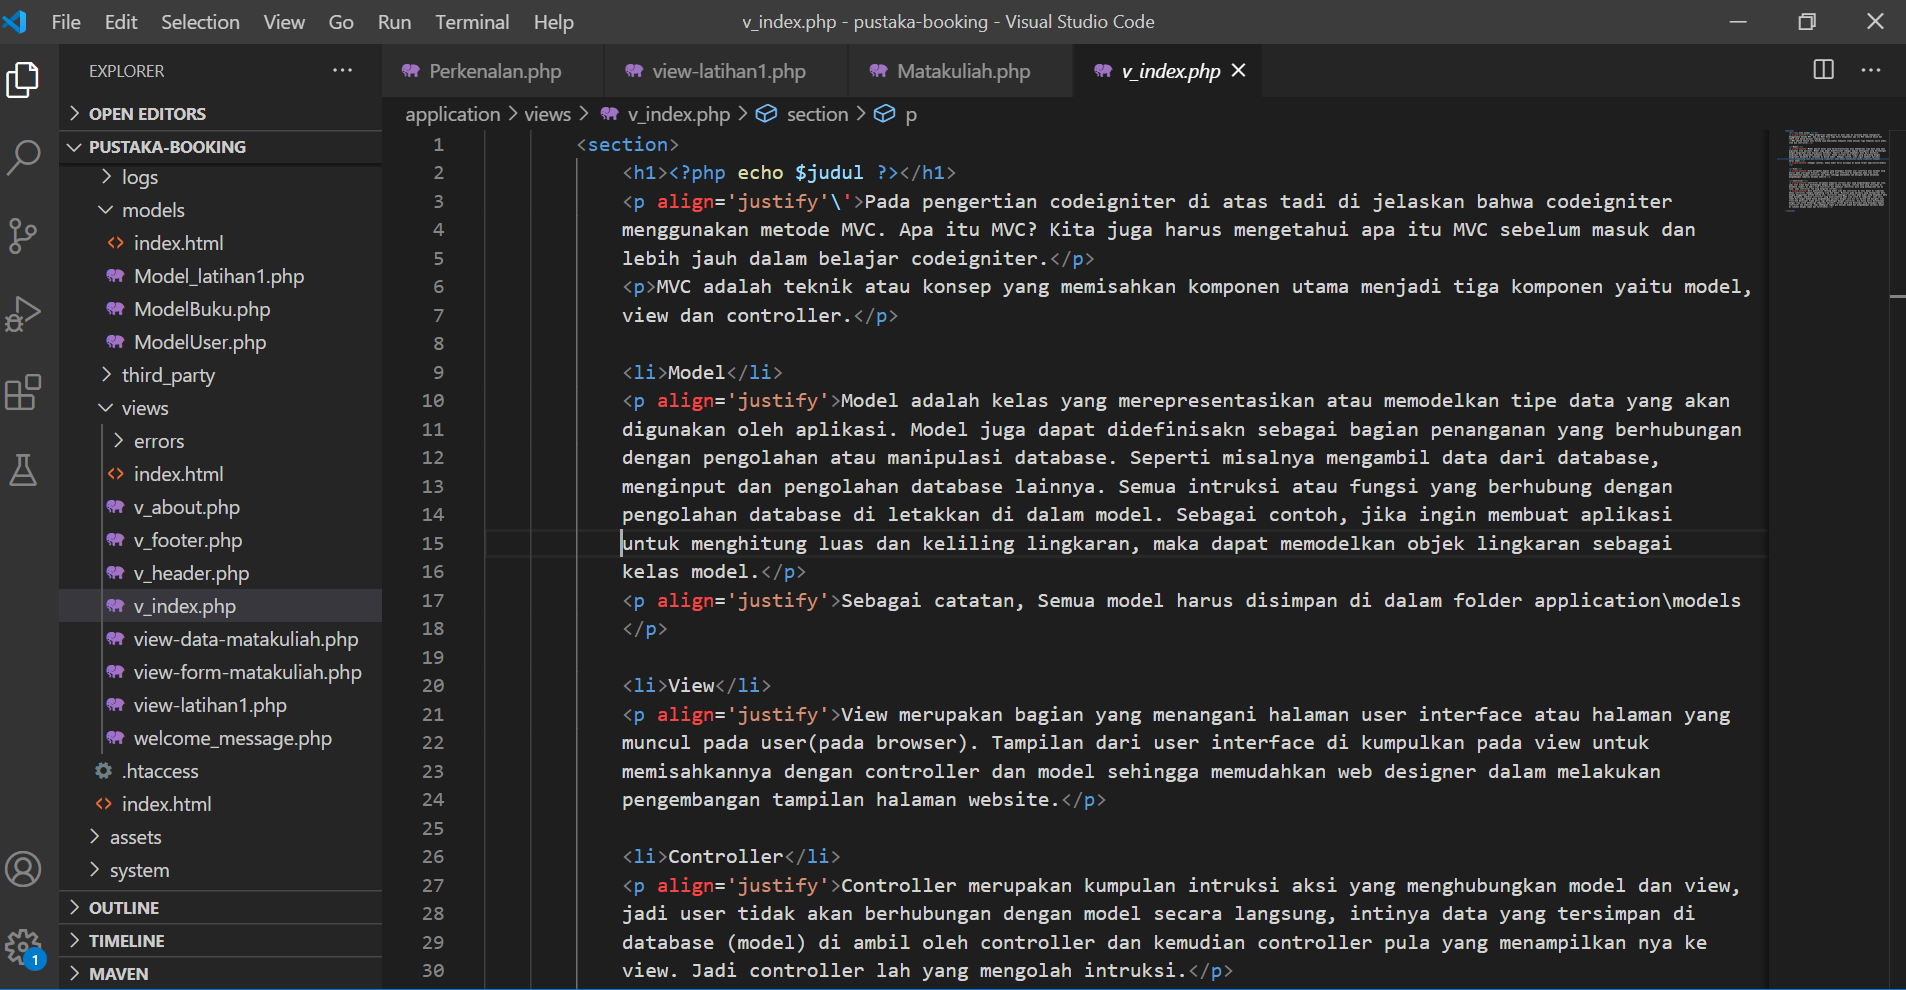 File Edit Selection View Go Run Terminal Help
v_index.php - pustaka-booking - Visual Studio Code
EXPLORER
OPEN EDITORS
PUSTAKA-BOOKING
logs
models
index.html
Model_latihan1.php
ModelBuku.php
ModelUser.php
third_party
views
errors
index.html
v_about.php
v_footer.php
v_header.php
v_index.php
view-data-matakuliah.php
view-form-matakuliah.php
view-latihan1.php
welcome_message.php
.htaccess
index.html
assets
system
OUTLINE
TIMELINE
MAVEN
1
Perkenalan.php view-latihan1.php Matakuliah.php v_index.php
application > views > v_index.php > section > p
1 <section>
2 <h1><?php echo $judul ?></h1>
3 <p align='justify'\'>Pada pengertian codeigniter di atas tadi di jelaskan bahwa codeigniter
4 menggunakan metode MVC. Apa itu MVC? Kita juga harus mengetahui apa itu MVC sebelum masuk dan
5 lebih jauh dalam belajar codeigniter.</p>
6 <p>MVC adalah teknik atau konsep yang memisahkan komponen utama menjadi tiga komponen yaitu model,
7 view dan controller.</p>
8
9 <li>Model</li>
10 <p align='justify'>Model adalah kelas yang merepresentasikan atau memodelkan tipe data yang akan
11 digunakan oleh aplikasi. Model juga dapat didefinisakn sebagai bagian penanganan yang berhubungan
12 dengan pengolahan atau manipulasi database. Seperti misalnya mengambil data dari database,
13 menginput dan pengolahan database lainnya. Semua intruksi atau fungsi yang berhubung dengan
14 pengolahan database di letakkan di dalam model. Sebagai contoh, jika ingin membuat aplikasi
15 untuk menghitung luas dan keliling lingkaran, maka dapat memodelkan objek lingkaran sebagai
16 kelas model.</p>
17 <p align='justify'>Sebagai catatan, Semua model harus disimpan di dalam folder application\models
18 </p>
19
20 <li>View</li>
21 <p align='justify'>View merupakan bagian yang menangani halaman user interface atau halaman yang
22 muncul pada user(pada browser). Tampilan dari user interface di kumpulkan pada view untuk
23 memisahkannya dengan controller dan model sehingga memudahkan web designer dalam melakukan
24 pengembangan tampilan halaman website.</p>
25
26 <li>Controller</li>
27 <p align='justify'>Controller merupakan kumpulan intruksi aksi yang menghubungkan model dan view,
28 jadi user tidak akan berhubungan dengan model secara langsung, intinya data yang tersimpan di
29 database (model) di ambil oleh controller dan kemudian controller pula yang menampilkan nya ke
30 view. Jadi controller lah yang mengolah intruksi.</p>